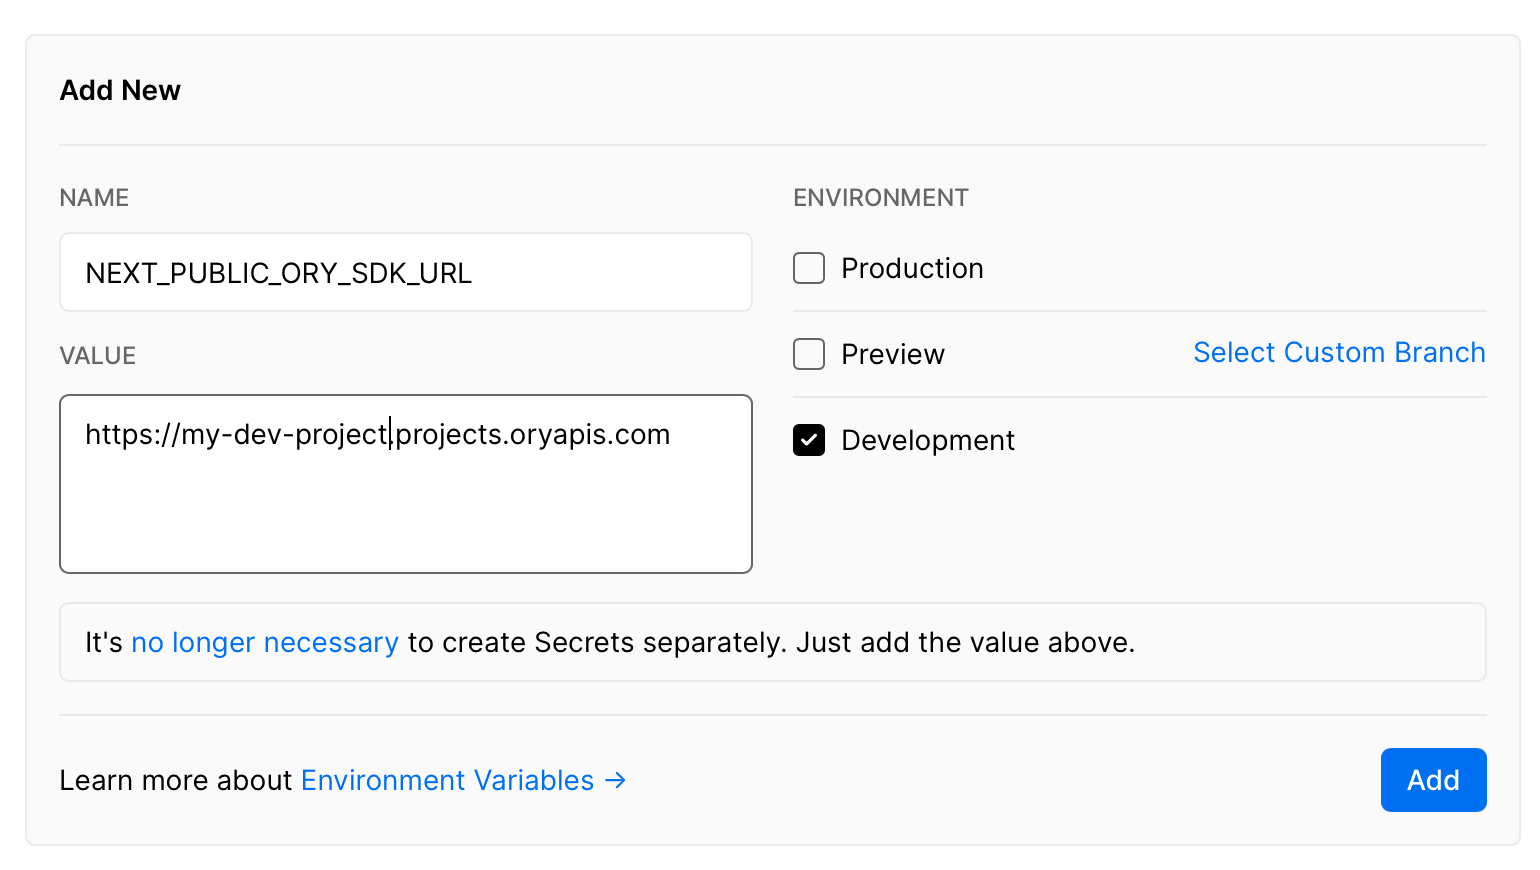 Add New
NAME
NEXT_PUBLIC_ORY_SDK_URL
VALUE
https://my-dev-project.projects.oryapis.com
ENVIRONMENT
Production
Preview
Select Custom Branch
Development
It's no longer necessary to create Secrets separately. Just add the value above.
Learn more about Environment Variables →
Add